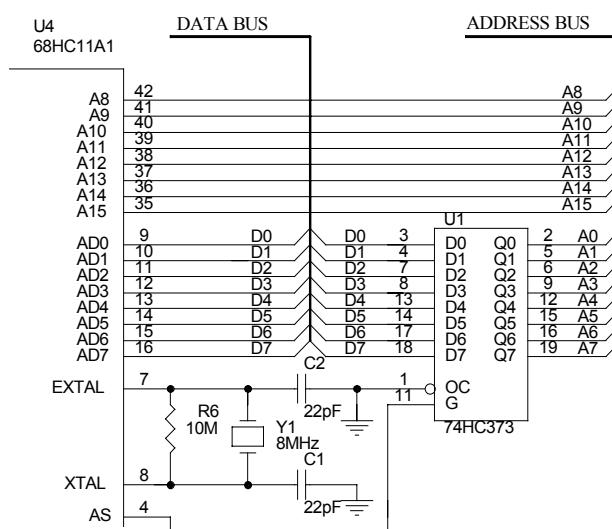 U4 DATA BUS ADDRESS BUS
68HC11A1
A8 42 A8
A9 41 A9
A10 40 A10
A11 39 A11
A12 38 A12
A13 37 A13
A14 36 A14
A15 35 A15
U1
AD0 9 D0 D0 3 D0 Q0 2 A0
AD1 10 D1 D1 4 D1 Q1 5 A1
AD2 11 D2 D2 7 D2 Q2 6 A2
AD3 12 D3 D3 8 D3 Q3 9 A3
AD4 13 D4 D4 13 D4 Q4 12 A4
AD5 14 D5 D5 14 D5 Q5 15 A5
AD6 15 D6 D6 17 D6 Q6 16 A6
AD7 16 D7 D7 18 D7 Q7 19 A7
C2
EXTAL 7 1 OC
11 G
R6 22pF
10M Y1 74HC373
8MHz
C1
XTAL 8
22pF
AS 4